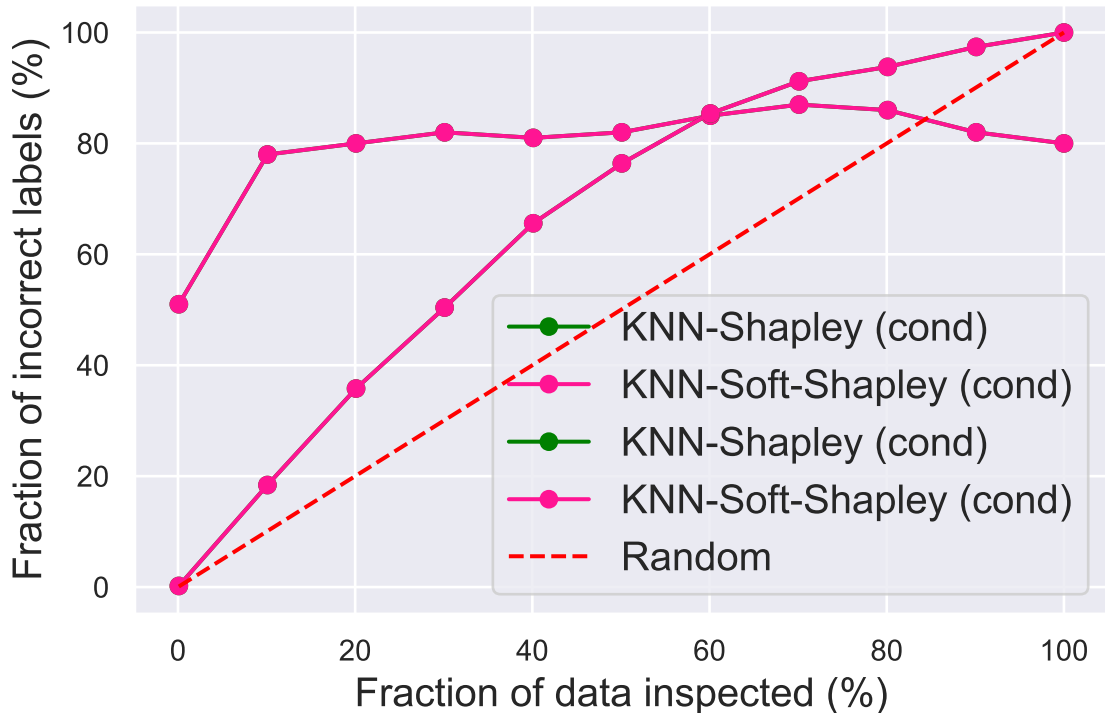 Fraction of incorrect labels (%)
100
80
60
40
20
0
KNN-Shapley (cond)
KNN-Soft-Shapley (cond)
KNN-Shapley (cond)
KNN-Soft-Shapley (cond)
Random
0 20 40 60 80 100
Fraction of data inspected (%)